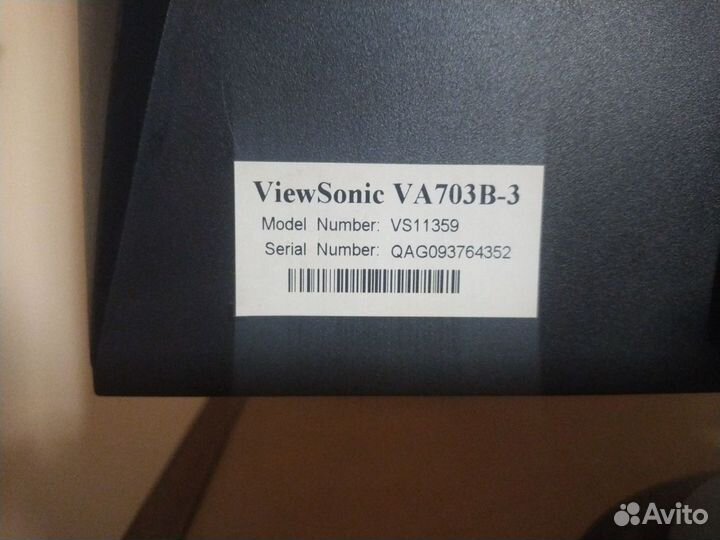 ViewSonic VA703B-3
Model Number: VS11359
Serial Number: QAG093764352
Avito